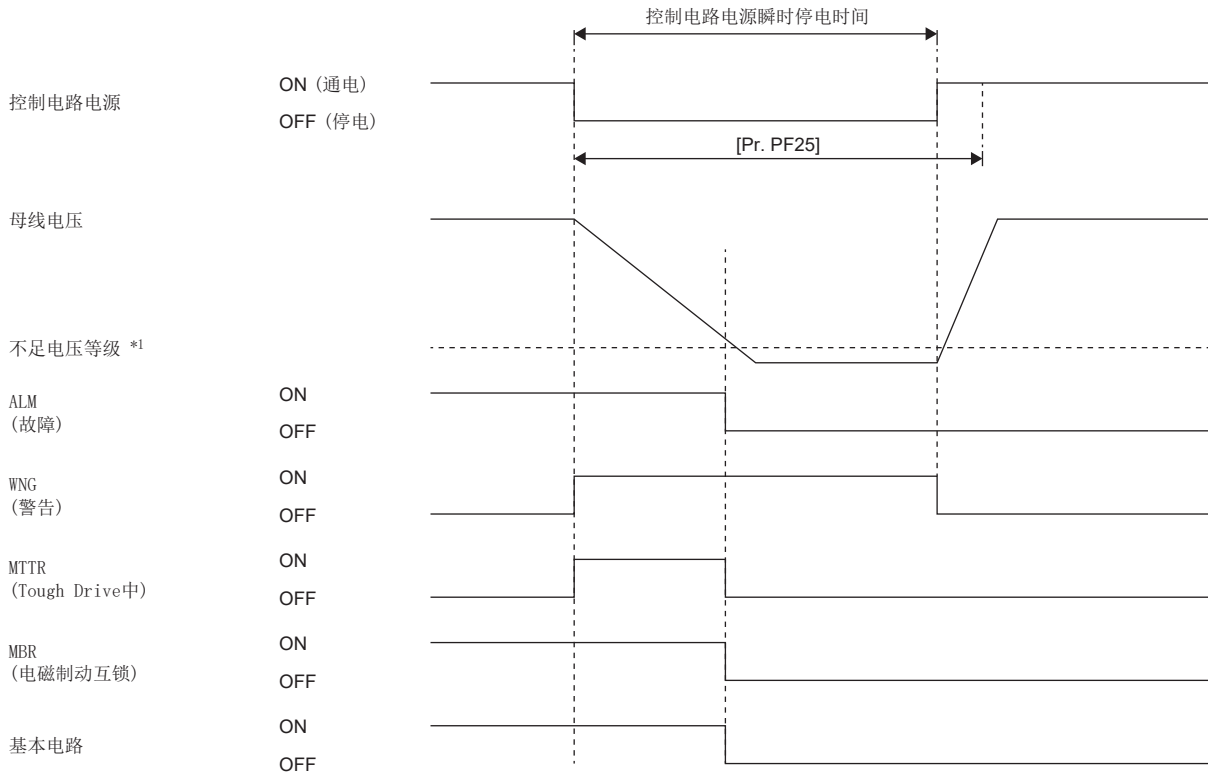 控制电路电源瞬时停电时间
控制电路电源
ON (通电)
OFF (停电)
[Pr. PF25]
母线电压
不足电压等级 *1
ALM
(故障)
ON
OFF
WNG
(警告)
ON
OFF
MTTR
(Tough Drive中)
ON
OFF
MBR
(电磁制动互锁)
ON
OFF
基本电路
ON
OFF